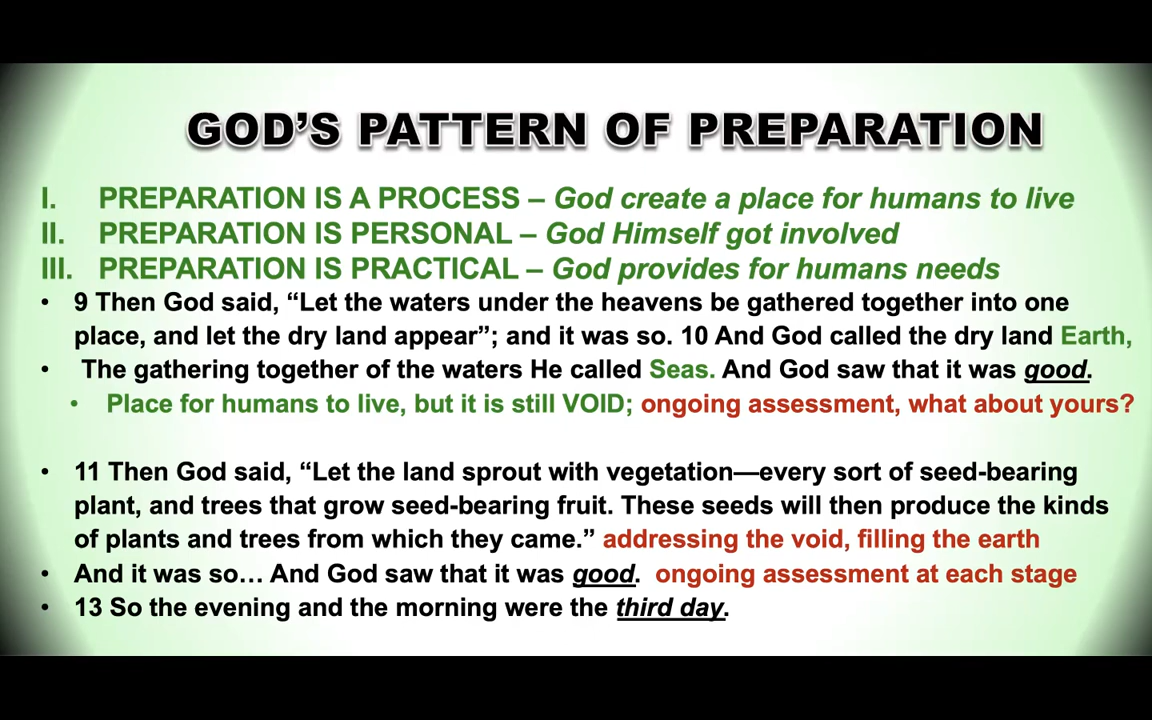 GOD’S PATTERN OF PREPARATION
I. PREPARATION IS A PROCESS – God create a place for humans to live
II. PREPARATION IS PERSONAL – God Himself got involved
III. PREPARATION IS PRACTICAL – God provides for humans needs
• 9 Then God said, “Let the waters under the heavens be gathered together into one
place, and let the dry land appear”; and it was so. 10 And God called the dry land Earth,
• The gathering together of the waters He called Seas. And God saw that it was good.
• Place for humans to live, but it is still VOID; ongoing assessment, what about yours?
• 11 Then God said, “Let the land sprout with vegetation—every sort of seed-bearing
plant, and trees that grow seed-bearing fruit. These seeds will then produce the kinds
of plants and trees from which they came.” addressing the void, filling the earth
• And it was so… And God saw that it was good. ongoing assessment at each stage
• 13 So the evening and the morning were the third day.